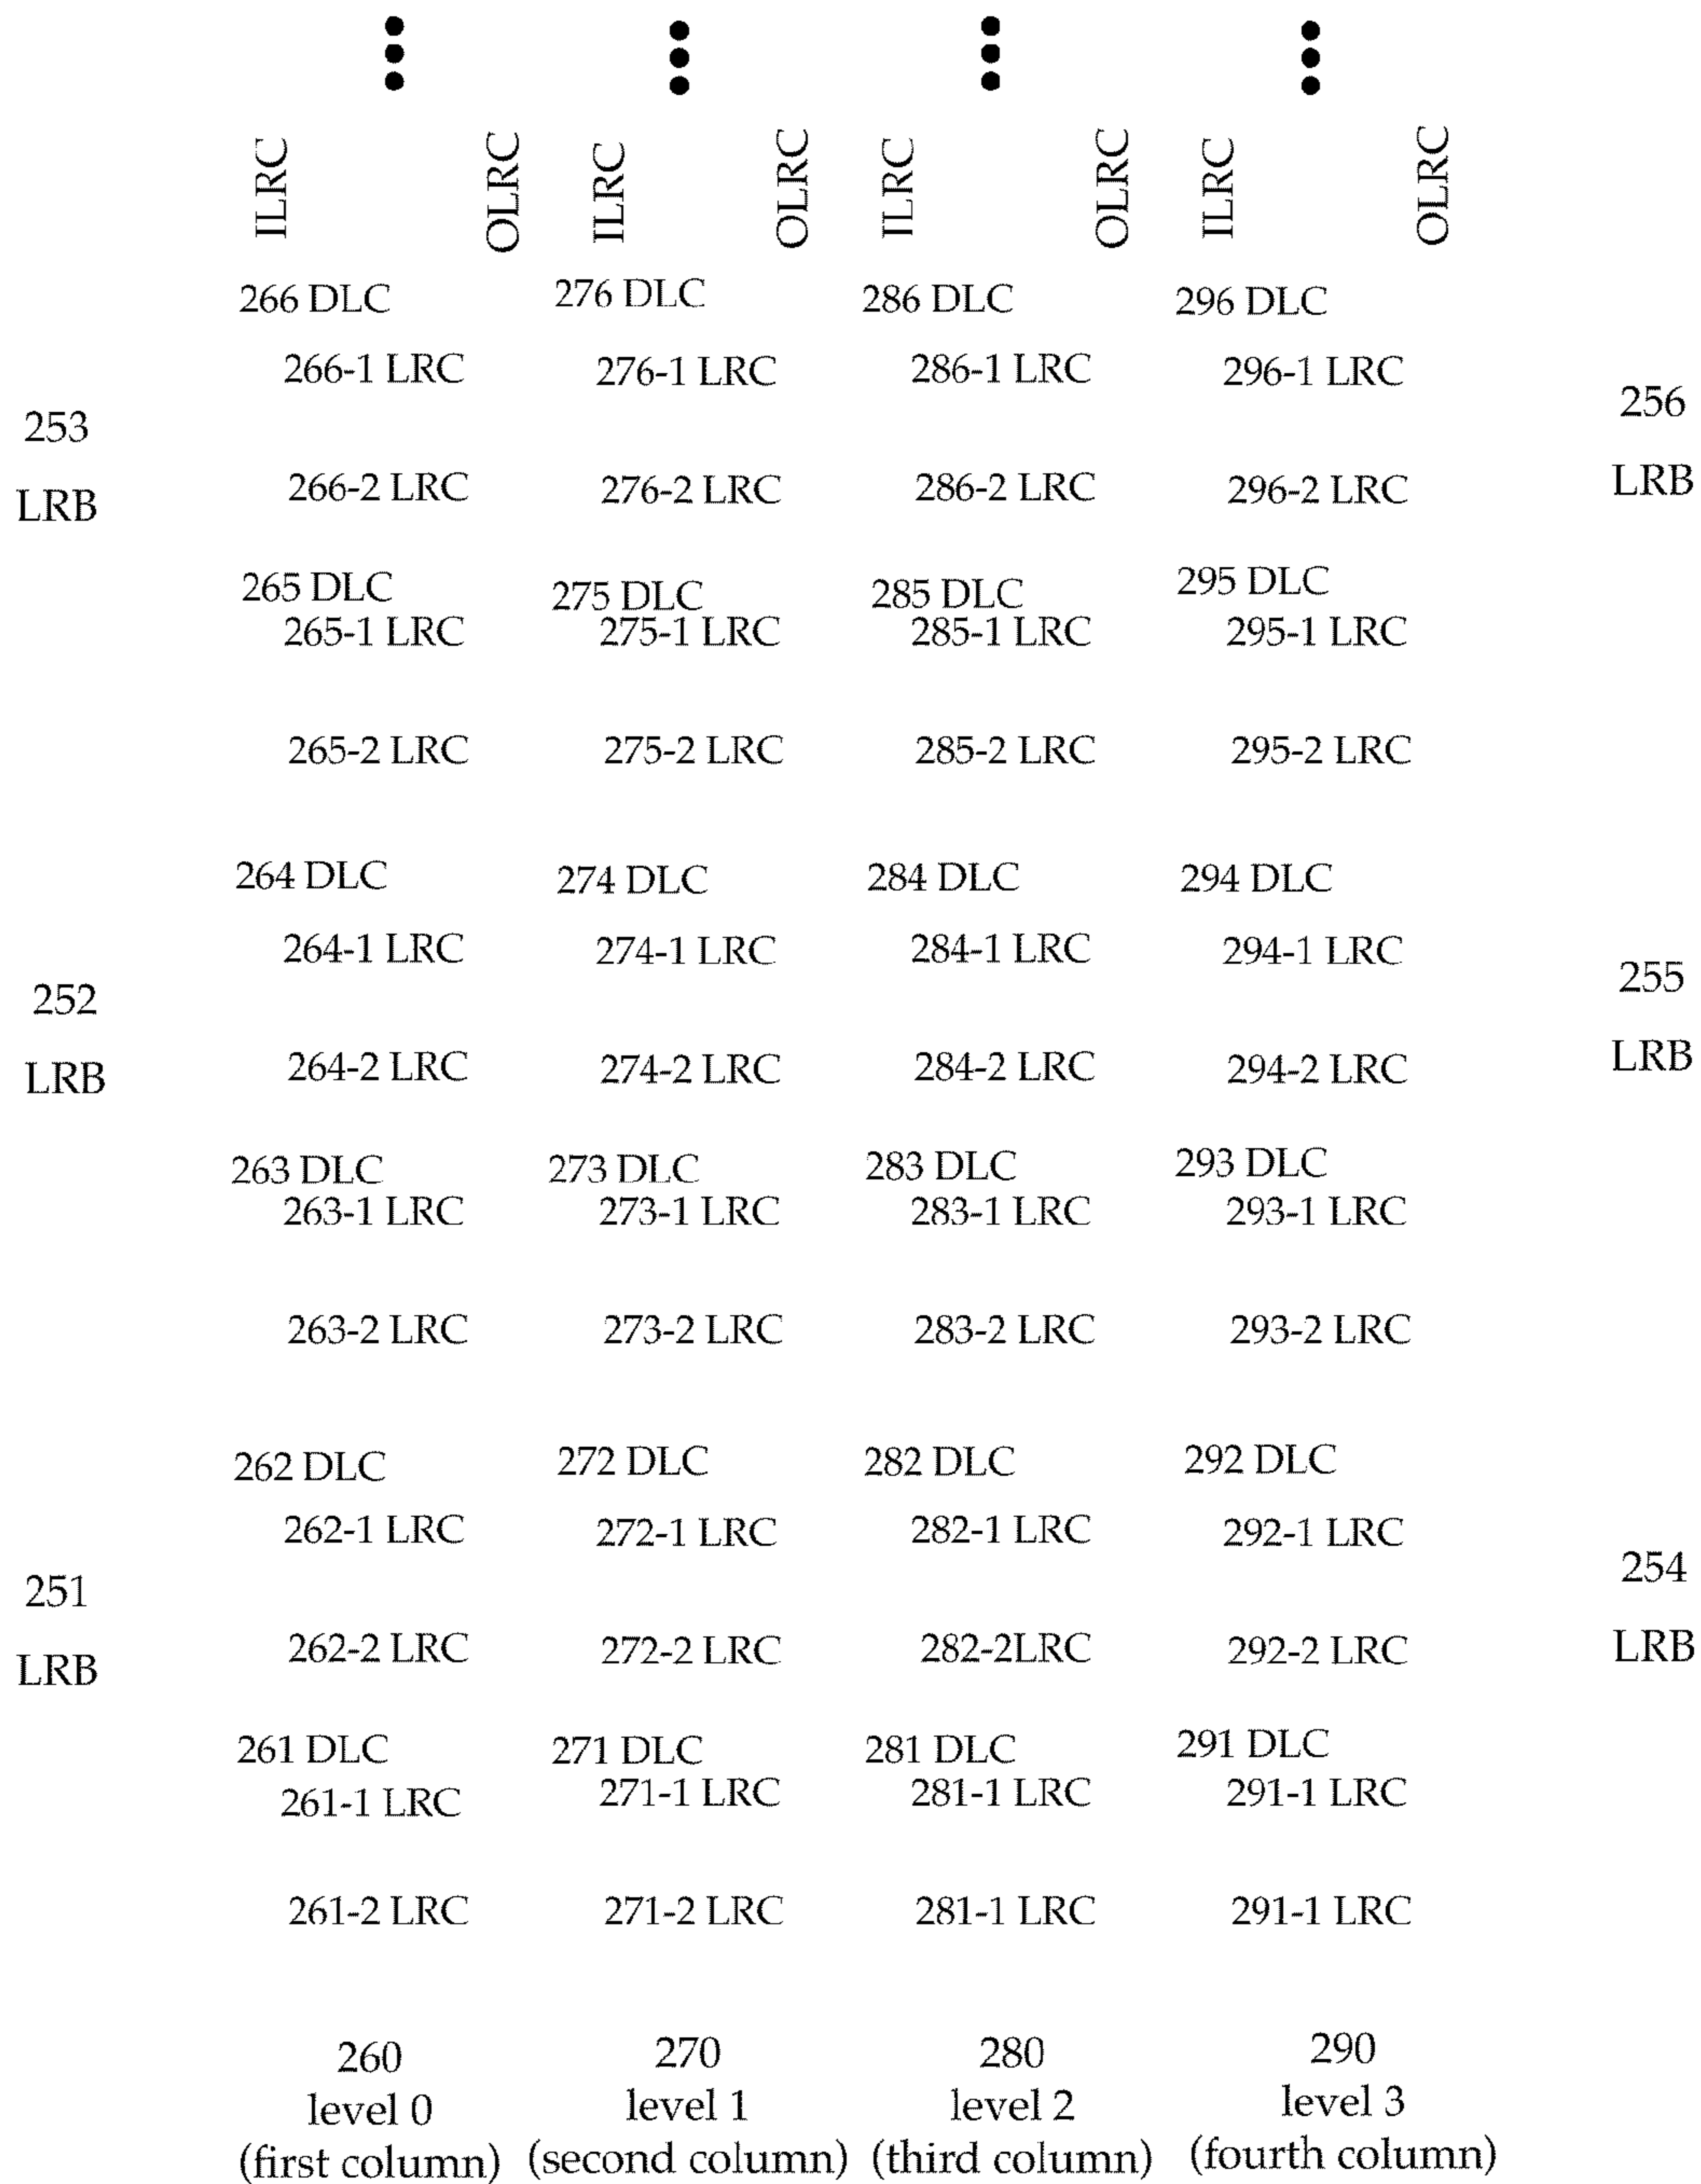 ILRC OLRC ILRC OLRC ILRC OLRC ILRC OLRC
266 DLC 276 DLC 286 DLC 296 DLC
266-1 LRC 276-1 LRC 286-1 LRC 296-1 LRC
253 256
LRB LRB
266-2 LRC 276-2 LRC 286-2 LRC 296-2 LRC
265 DLC 275 DLC 285 DLC 295 DLC
265-1 LRC 275-1 LRC 285-1 LRC 295-1 LRC
265-2 LRC 275-2 LRC 285-2 LRC 295-2 LRC
264 DLC 274 DLC 284 DLC 294 DLC
264-1 LRC 274-1 LRC 284-1 LRC 294-1 LRC
252 255
LRB LRB
264-2 LRC 274-2 LRC 284-2 LRC 294-2 LRC
263 DLC 273 DLC 283 DLC 293 DLC
263-1 LRC 273-1 LRC 283-1 LRC 293-1 LRC
263-2 LRC 273-2 LRC 283-2 LRC 293-2 LRC
262 DLC 272 DLC 282 DLC 292 DLC
262-1 LRC 272-1 LRC 282-1 LRC 292-1 LRC
251 254
LRB LRB
262-2 LRC 272-2 LRC 282-2LRC 292-2 LRC
261 DLC 271 DLC 281 DLC 291 DLC
261-1 LRC 271-1 LRC 281-1 LRC 291-1 LRC
261-2 LRC 271-2 LRC 281-1 LRC 291-1 LRC
260 270 280 290
level 0 level 1 level 2 level 3
(first column) (second column) (third column) (fourth column)